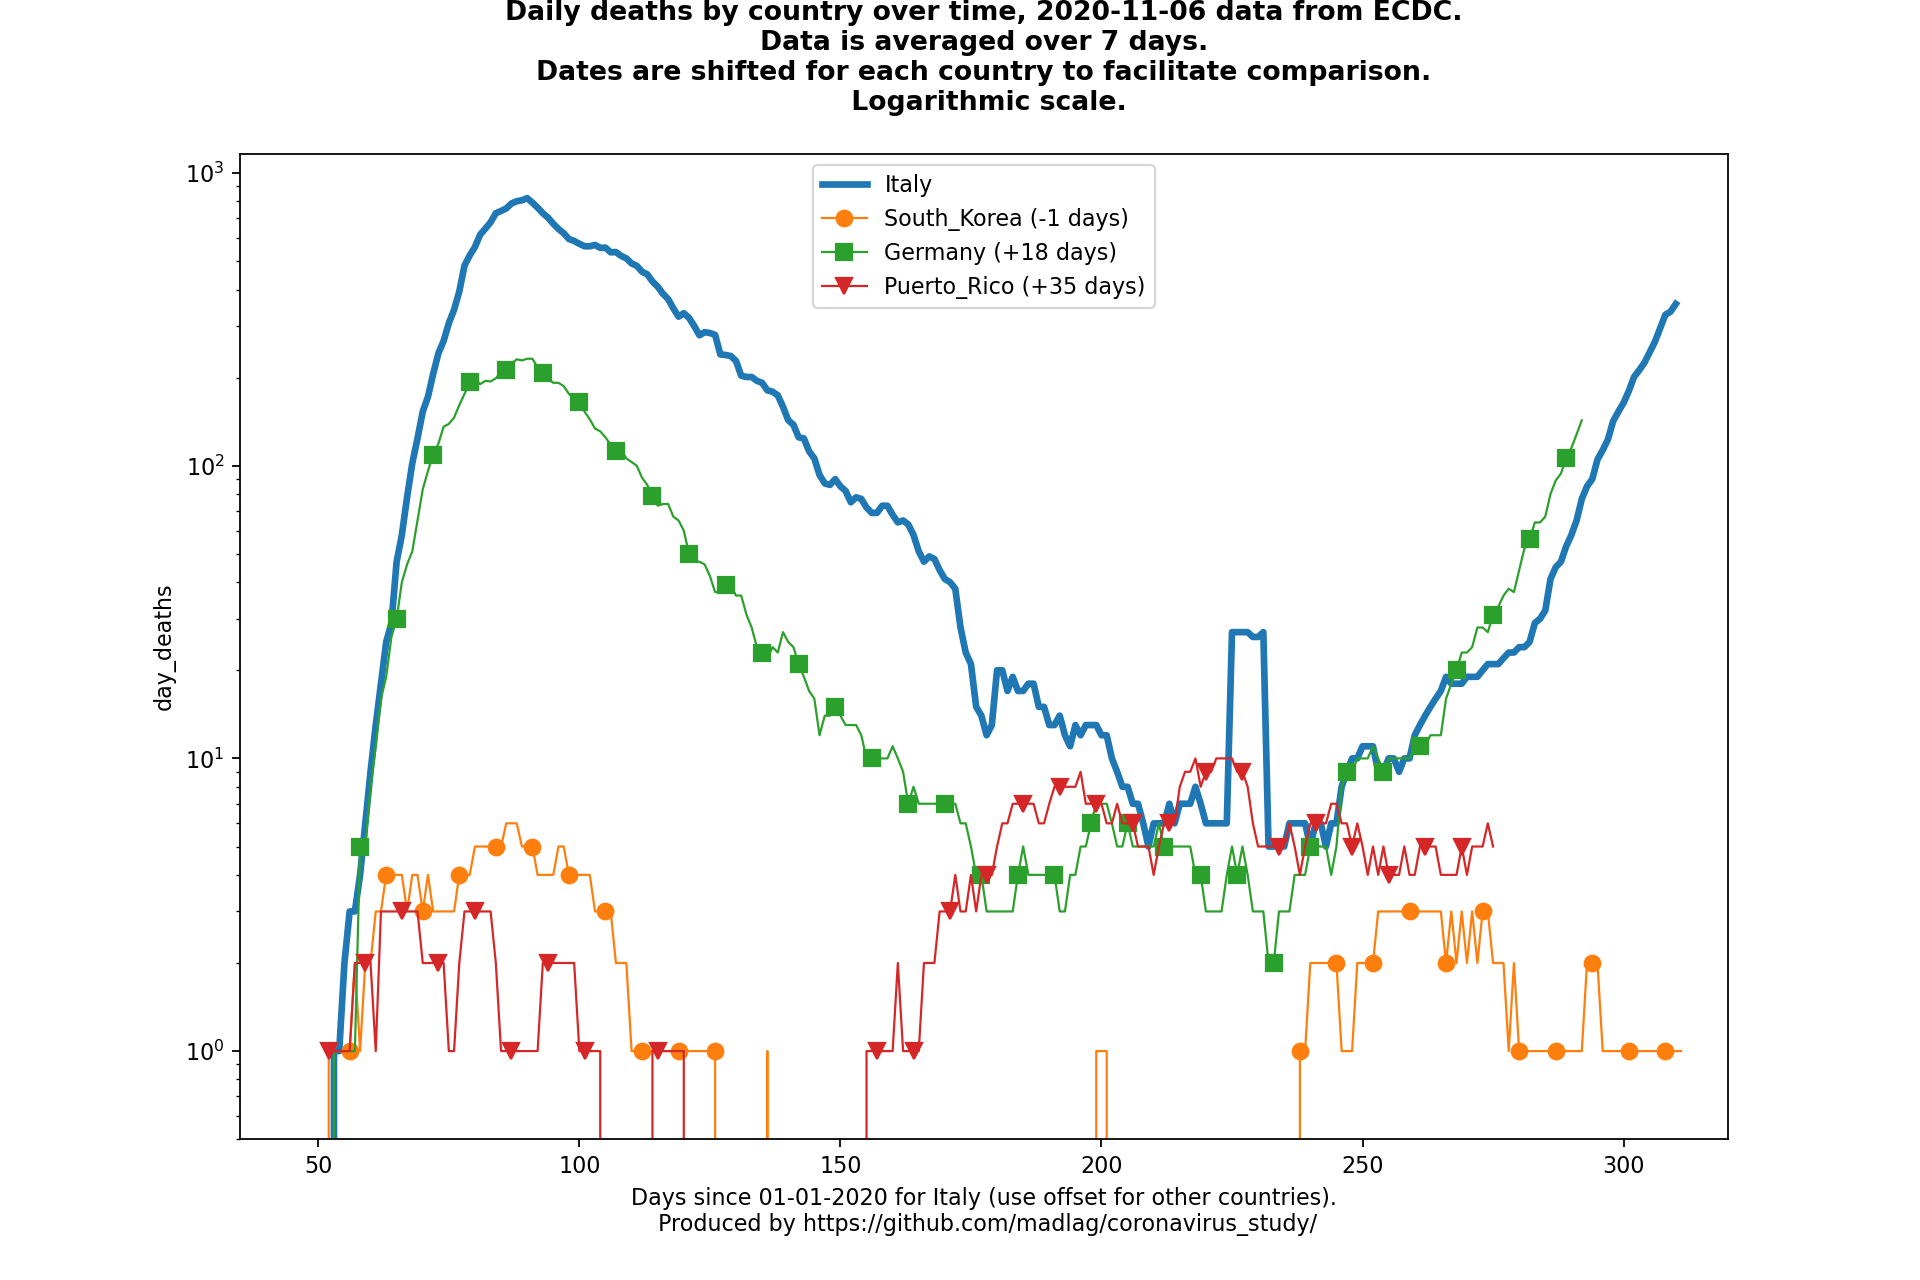 Daily deaths by country over time, 2020-11-06 data from ECDC.
Data is averaged over 7 days.
Dates are shifted for each country to facilitate comparison.
Logarithmic scale.
Italy
South_Korea (-1 days)
Germany (+18 days)
Puerto_Rico (+35 days)
day_deaths
10³
10²
10¹
10⁰
50 100 150 200 250 300
Days since 01-01-2020 for Italy (use offset for other countries).
Produced by https://github.com/madlag/coronavirus_study/